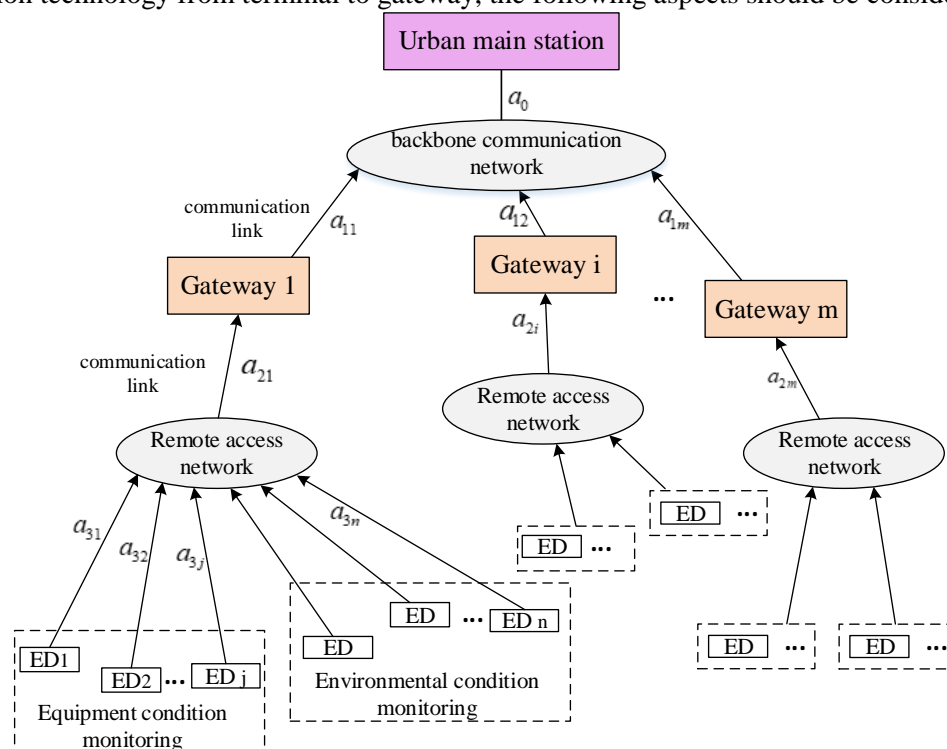 ion technology from terminal to gateway, the following aspects should be conside
Urban main station
a0
backbone communication
network
communication
link
a11
a12
a1m
Gateway 1
Gateway i
...
Gateway m
communication
link
a21
a2i
a2m
Remote access
network
Remote access
network
Remote access
network
a31
a32
a3j
a3n
ED ...
ED ...
ED1
ED2 ... ED j
ED
ED ... ED n
ED ...
ED ...
Equipment condition
monitoring
Environmental condition
monitoring